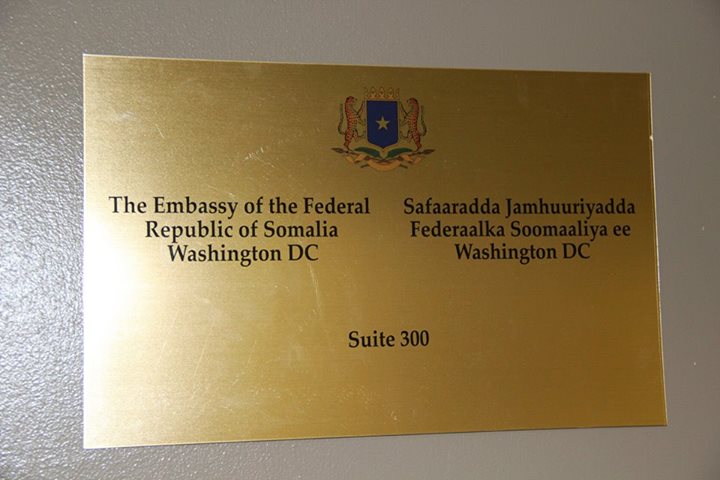 The Embassy of the Federal
Republic of Somalia
Washington DC
Safaaradda Jamhuuriyadda
Federaalka Soomaaliya ee
Washington DC
Suite 300